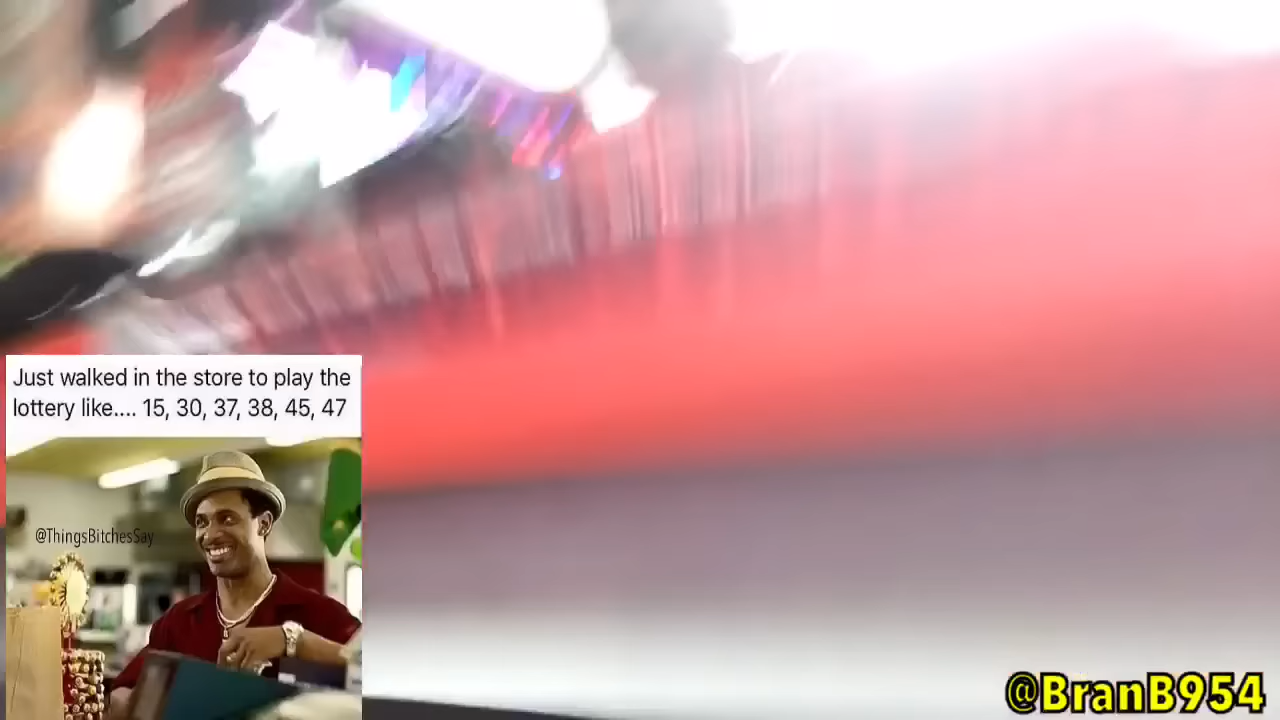 Just walked in the store to play the
lottery like.... 15, 30, 37, 38, 45, 47
@ThingsBitchesSay
@BranB954